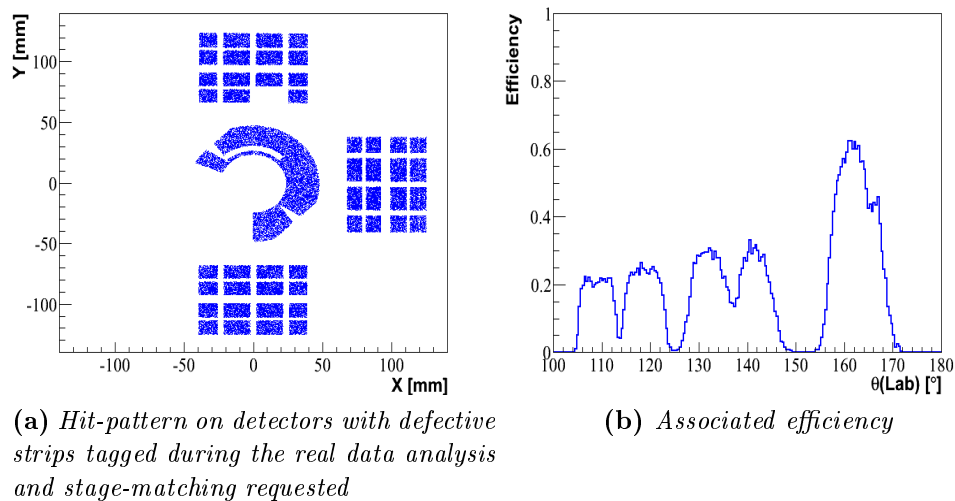 Y [mm]
100
50
0
-50
-100
-100
0
100
X [mm]
Efficiency
1
0.8
0.6
0.4
0.2
0
100
110
120
130
140
150
160
170
180
θ(Lab) [°]
(a) Hit-pattern on detectors with defective
strips tagged during the real data analysis
and stage-matching requested
(b) Associated efficiency